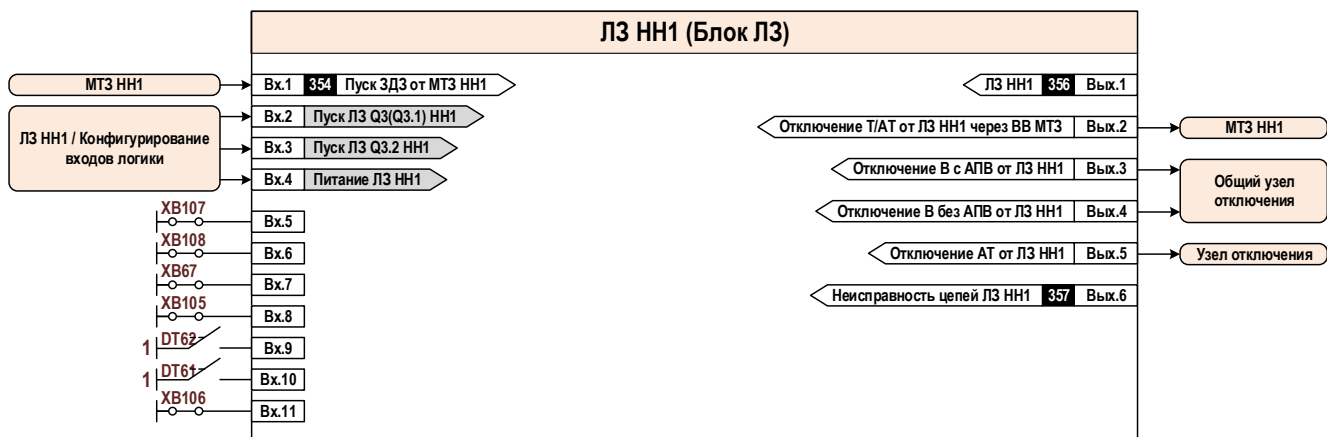 ЛЗ НН1 (Блок ЛЗ)
МТЗ НН1
Вх.1 354 Пуск ЗДЗ от МТЗ НН1
ЛЗ НН1 356 Вых.1
ЛЗ НН1 / Конфигурирование
входов логики
Вх.2 Пуск ЛЗ Q3(Q3.1) НН1
Вх.3 Пуск ЛЗ Q3.2 НН1
Вх.4 Питание ЛЗ НН1
Отключение Т/АТ от ЛЗ НН1 через ВВ МТЗ Вых.2
МТЗ НН1
Отключение В с АПВ от ЛЗ НН1 Вых.3
Отключение В без АПВ от ЛЗ НН1 Вых.4
Общий узел
отключения
Отключение АТ от ЛЗ НН1 Вых.5
Узел отключения
Неисправность цепей ЛЗ НН1 357 Вых.6
XB107 Вх.5
XB108 Вх.6
XB67 Вх.7
XB105 Вх.8
1 DT62 Вх.9
1 DT61 Вх.10
XB106 Вх.11